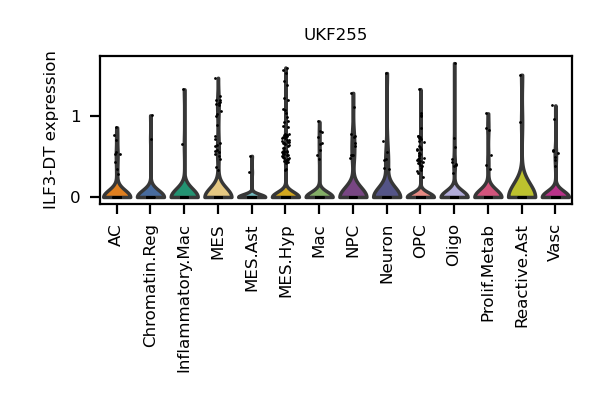 UKF255
ILF3-DT expression
1
0
AC
Chromatin.Reg
Inflammatory.Mac
MES
MES.Ast
MES.Hyp
Mac
NPC
Neuron
OPC
Oligo
Prolif.Metab
Reactive.Ast
Vasc